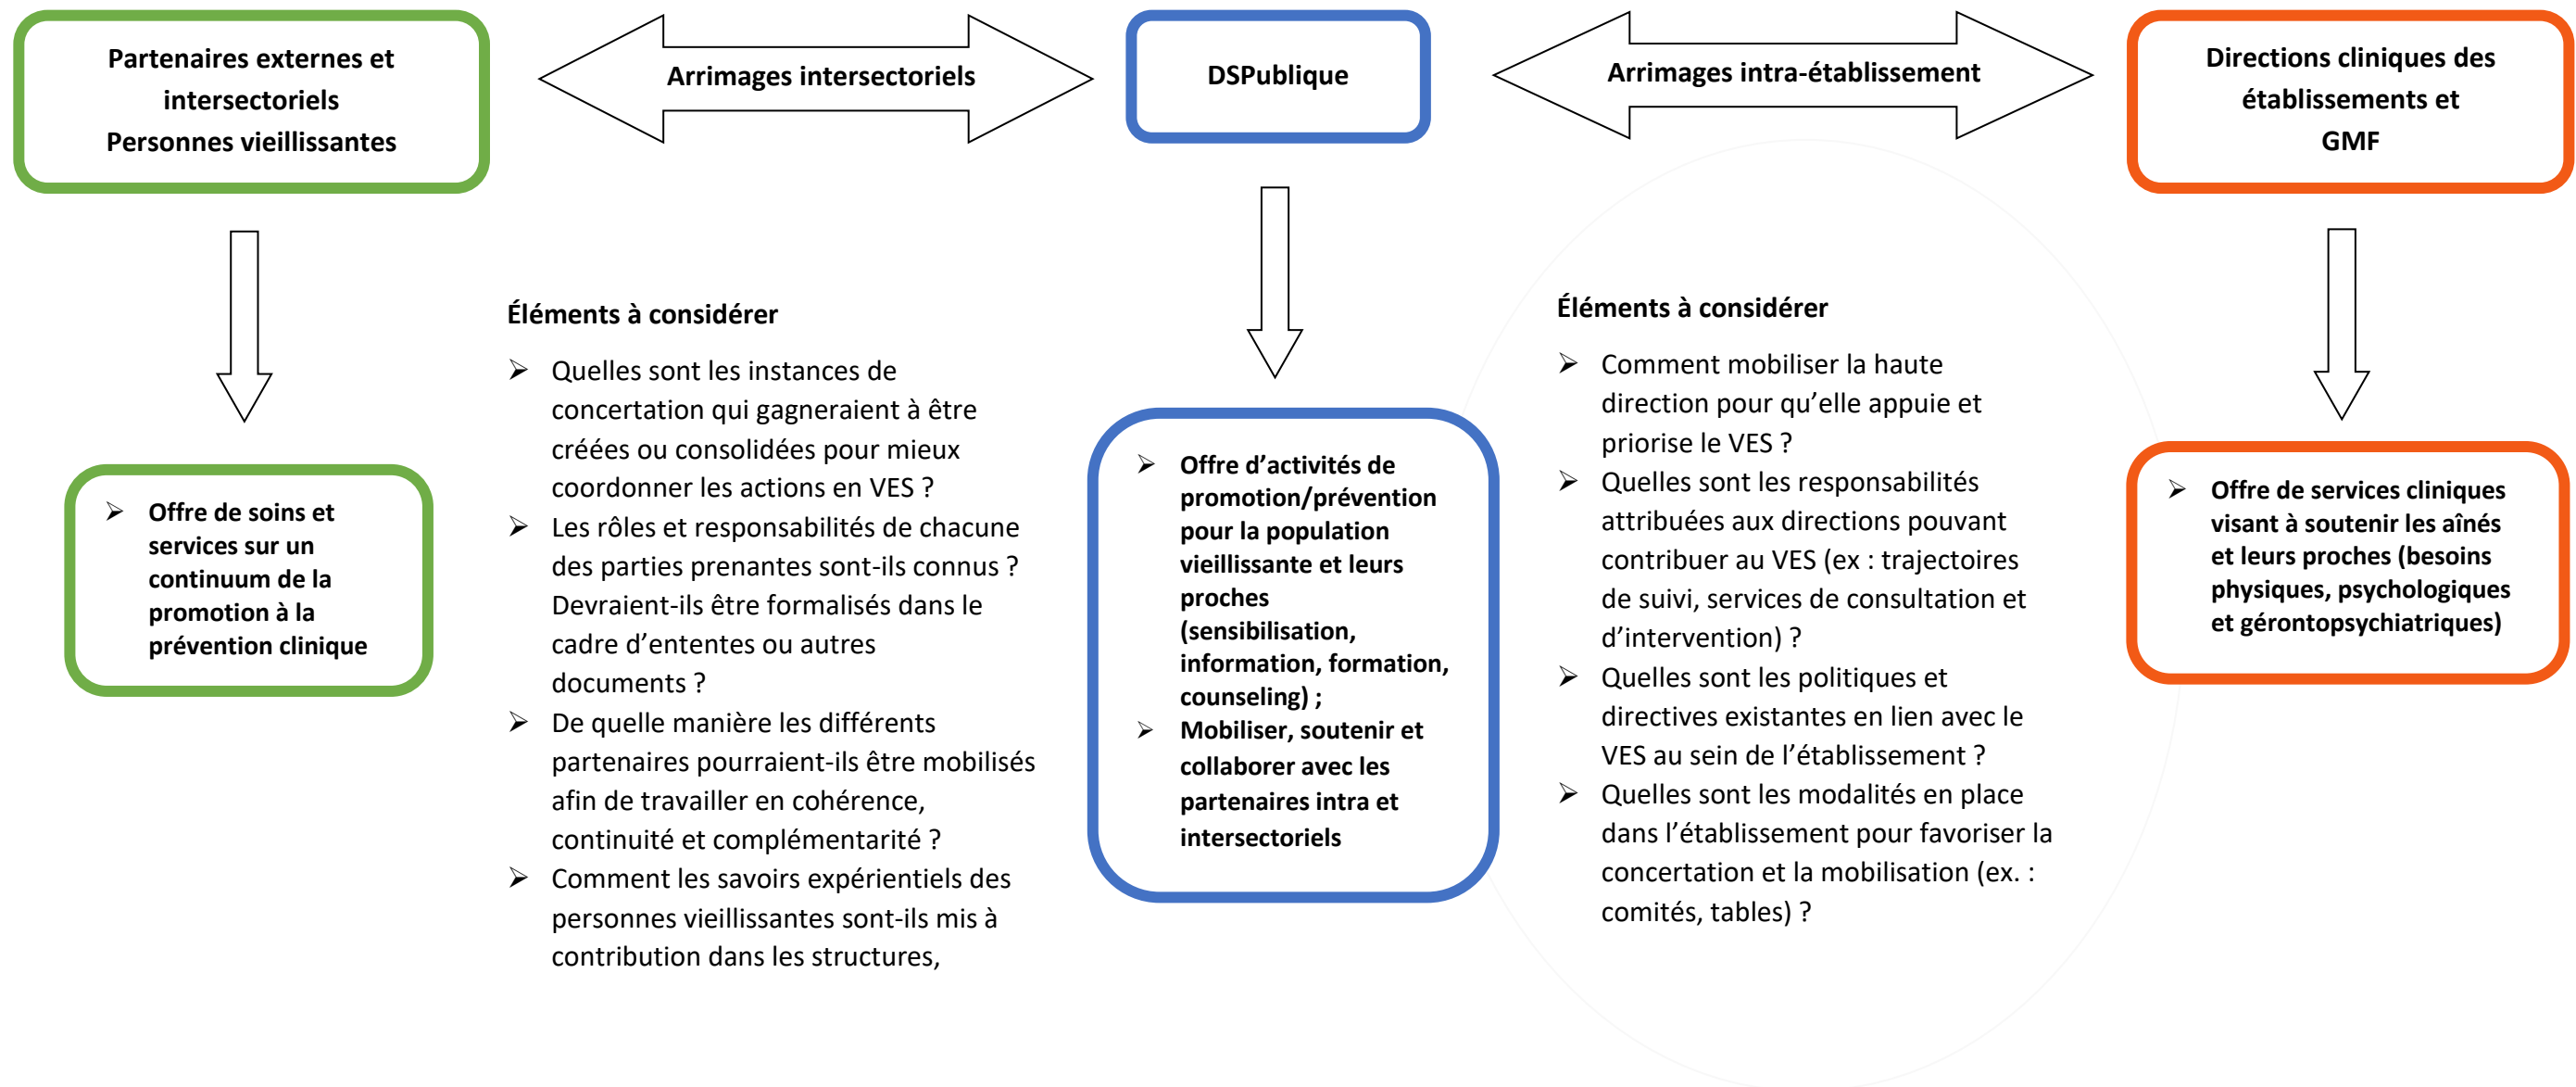 Partenaires externes et
intersectoriels
Personnes vieillissantes
Arrimages intersectoriels
DSPublique
Arrimages intra-établissement
Directions cliniques des
établissements et
GMF
➢ Offre de soins et
services sur un
continuum de la
promotion à la
prévention clinique
Éléments à considérer
➢ Quelles sont les instances de
concertation qui gagneraient à être
créées ou consolidées pour mieux
coordonner les actions en VES ?
➢ Les rôles et responsabilités de chacune
des parties prenantes sont-ils connus ?
Devraient-ils être formalisés dans le
cadre d’ententes ou autres
documents ?
➢ De quelle manière les différents
partenaires pourraient-ils être mobilisés
afin de travailler en cohérence,
continuité et complémentarité ?
➢ Comment les savoirs expérientiels des
personnes vieillissantes sont-ils mis à
contribution dans les structures,
➢ Offre d’activités de
promotion/prévention
pour la population
vieillissante et leurs
proches
(sensibilisation,
information, formation,
counseling) ;
➢ Mobiliser, soutenir et
collaborer avec les
partenaires intra et
intersectoriels
Éléments à considérer
➢ Comment mobiliser la haute
direction pour qu’elle appuie et
priorise le VES ?
➢ Quelles sont les responsabilités
attribuées aux directions pouvant
contribuer au VES (ex : trajectoires
de suivi, services de consultation et
d’intervention) ?
➢ Quelles sont les politiques et
directives existantes en lien avec le
VES au sein de l’établissement ?
➢ Quelles sont les modalités en place
dans l’établissement pour favoriser la
concertation et la mobilisation (ex. :
comités, tables) ?
➢ Offre de services cliniques
visant à soutenir les aînés
et leurs proches (besoins
physiques, psychologiques
et gérontopsychiatriques)